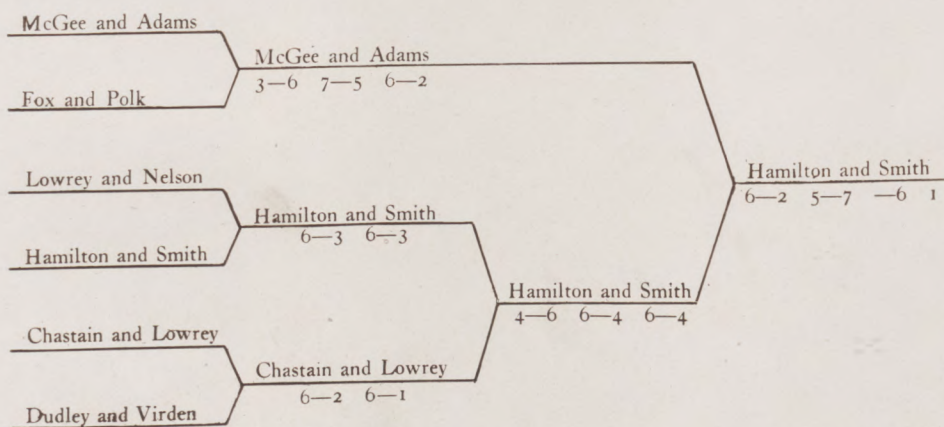 McGee and Adams
Fox and Polk
Lowrey and Nelson
Hamilton and Smith
Chastain and Lowrey
Dudley and Virden
McGee and Adams
3—6 7—5 6—2
Hamilton and Smith
6—3 6—3
Chastain and Lowrey
6—2 6—1
Hamilton and Smith
4—6 6—4 6—4
Hamilton and Smith
6—2 5—7 —6 1